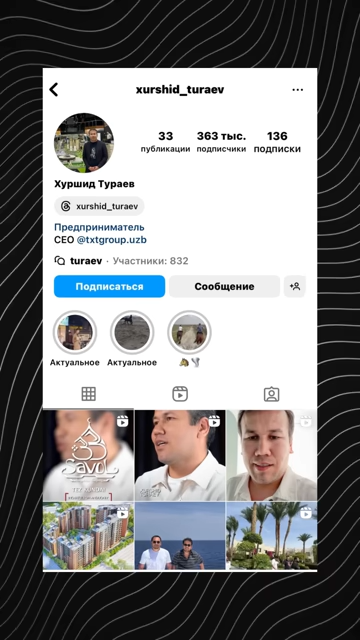 xurshid_turaev
33 363 тыс. 136
публикации подписчики подписки
Хуршид Тураев
xurshid_turaev
Предприниматель
CEO @txtgroup.uzb
turaev · Участники: 832
Подписаться Сообщение
Актуальное Актуальное
33
Savol